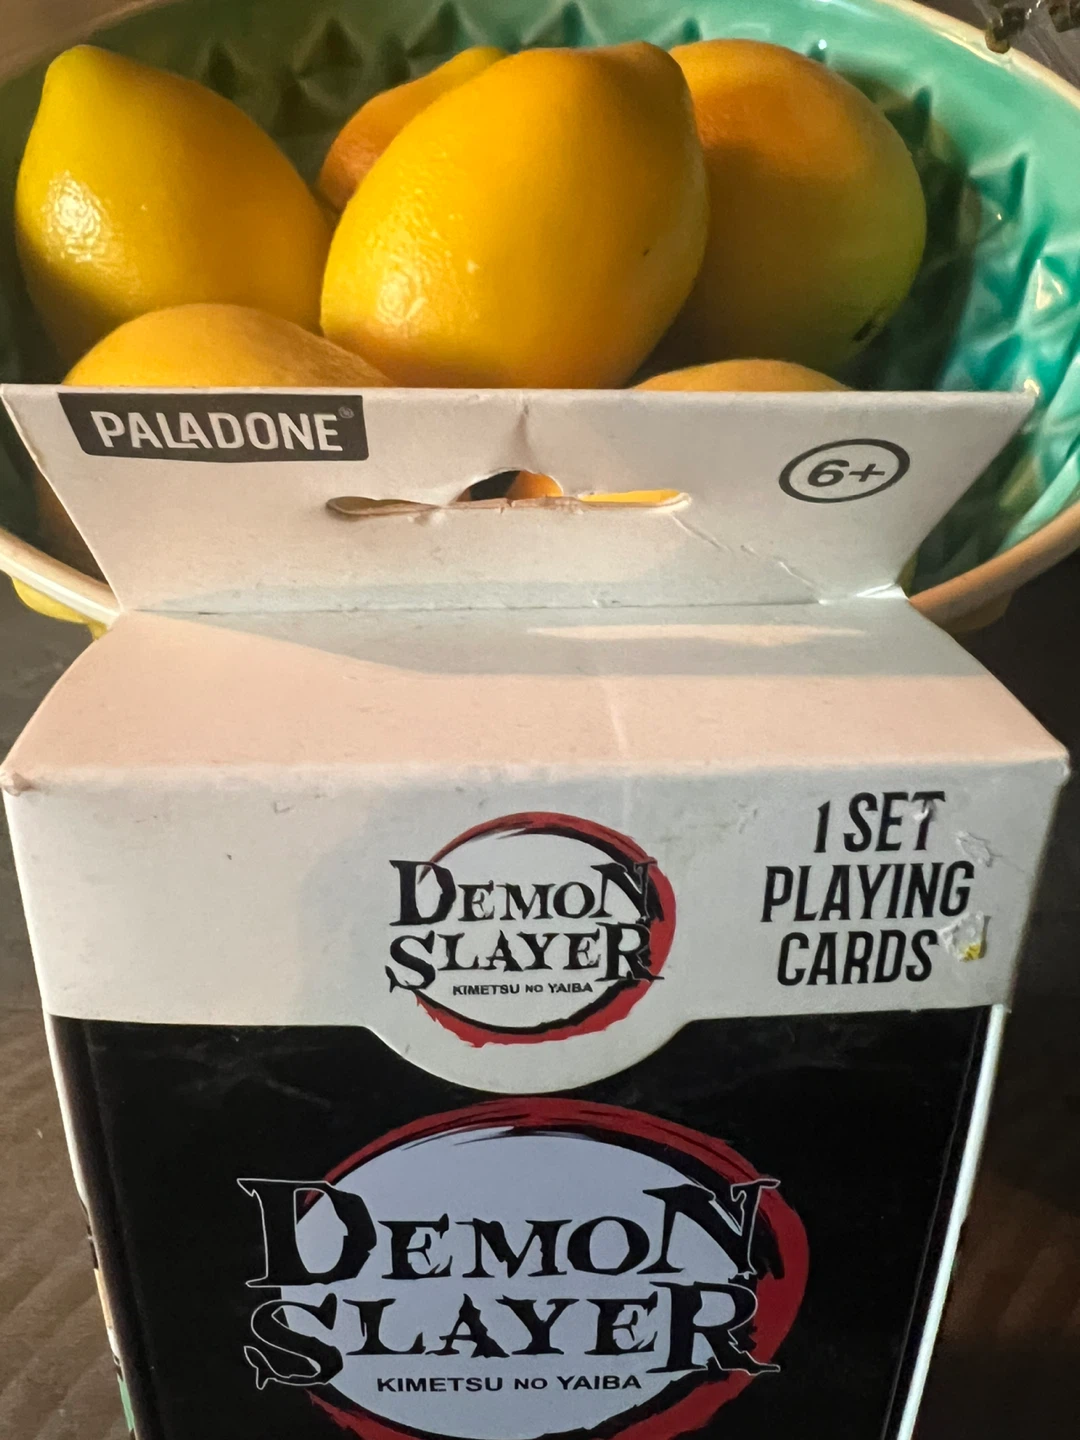 PALADONE®
6+
DEMON
SLAYER
KIMETSU NO YAIBA
1 SET
PLAYING
CARDS
DEMON
SLAYER
KIMETSU NO YAIBA